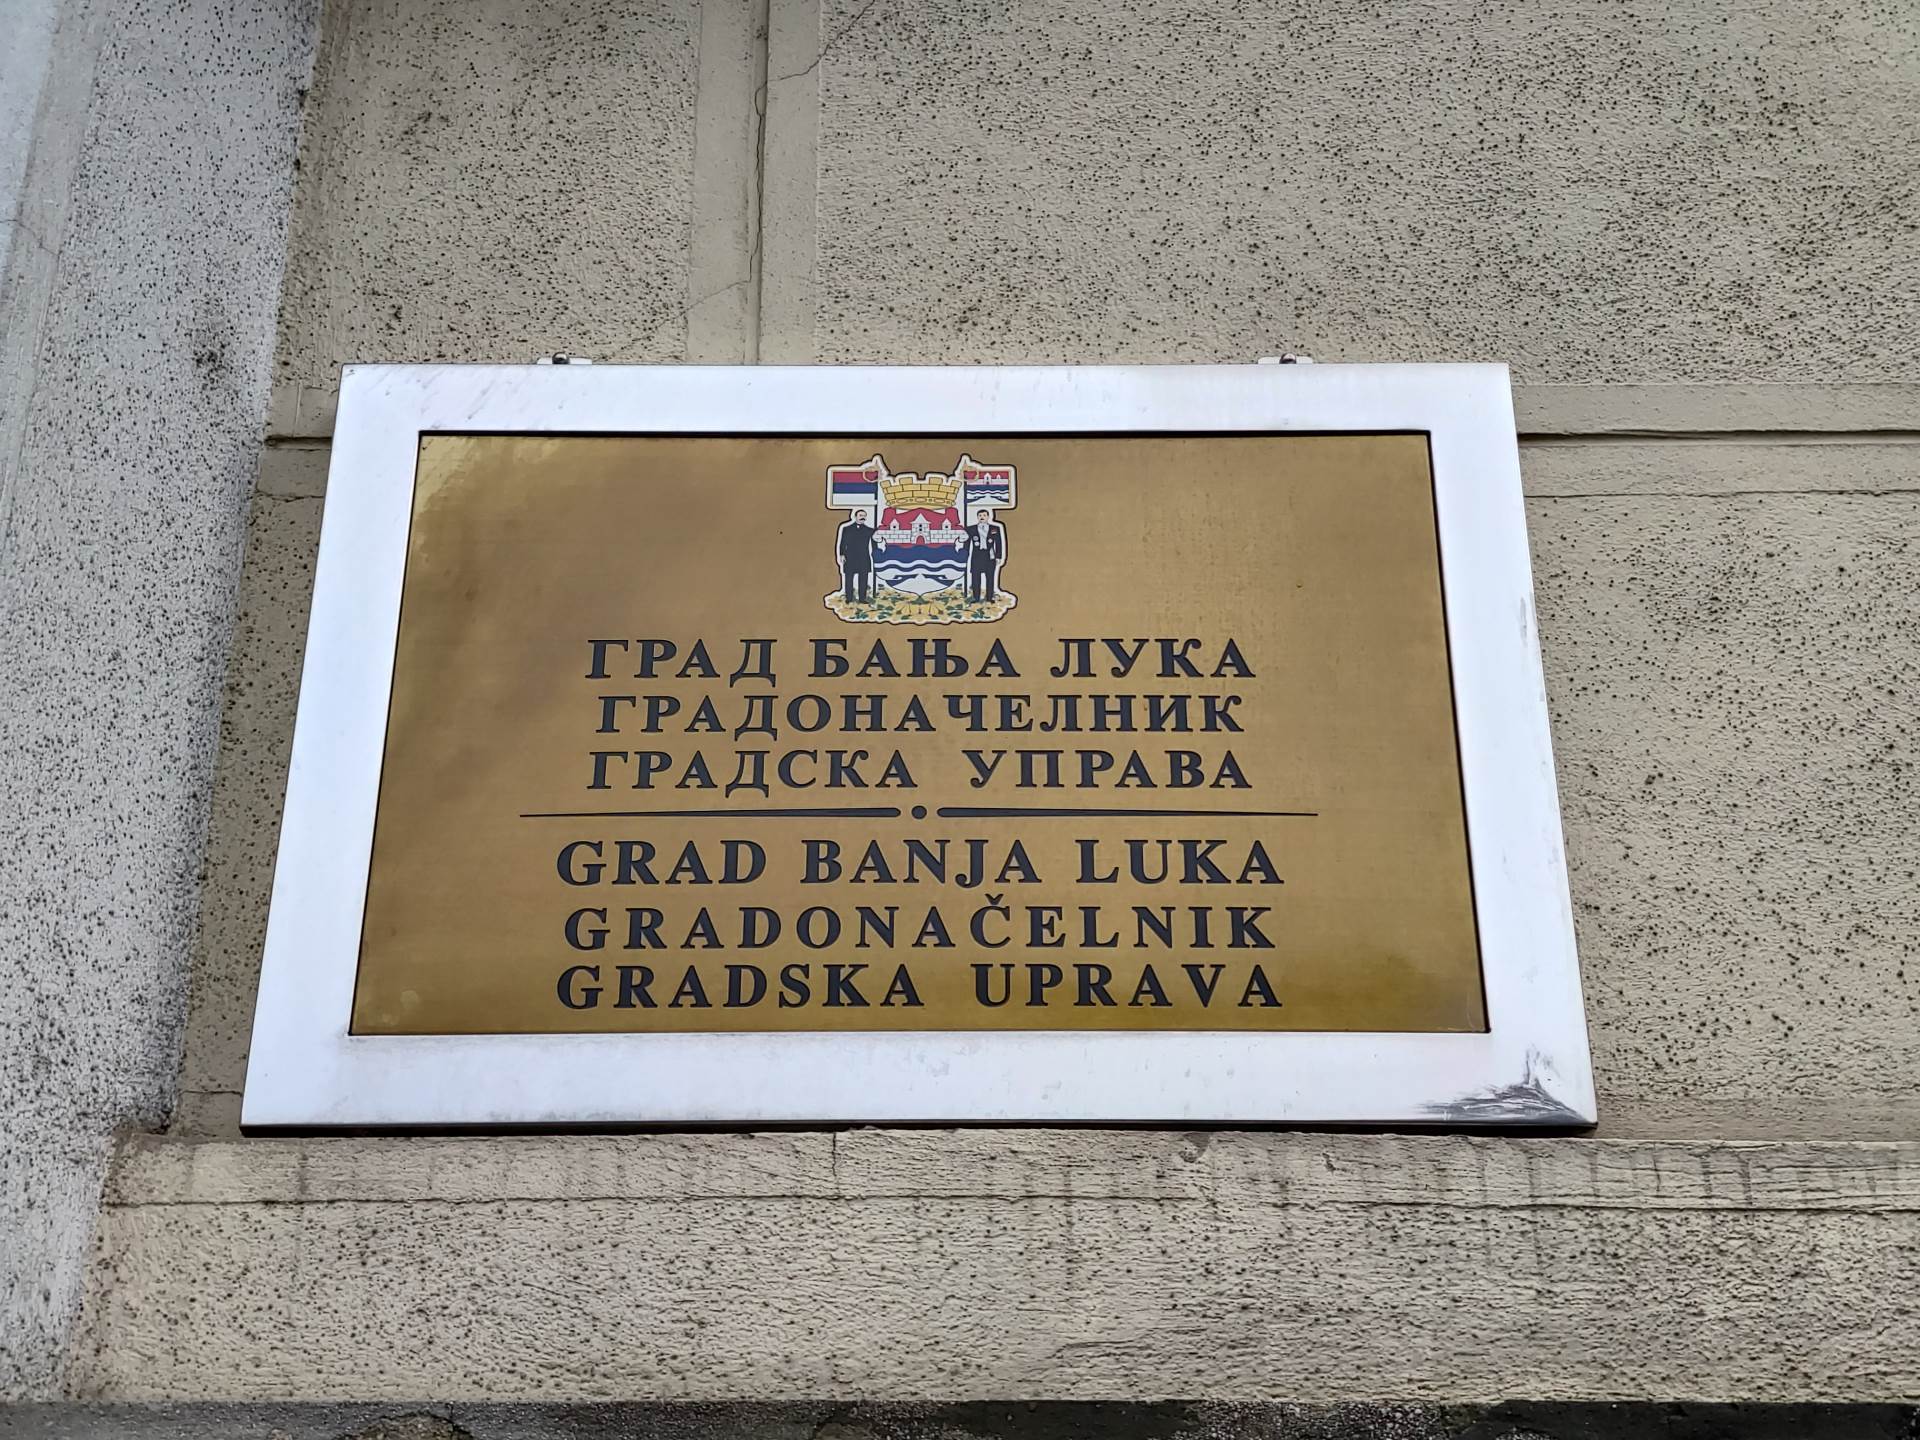 ГРАД БАЊА ЛУКА
ГРАДОНАЧЕЛНИК
ГРАДСКА УПРАВА
GRAD BANJA LUKA
GRADONAČELNIK
GRADSKA UPRAVA